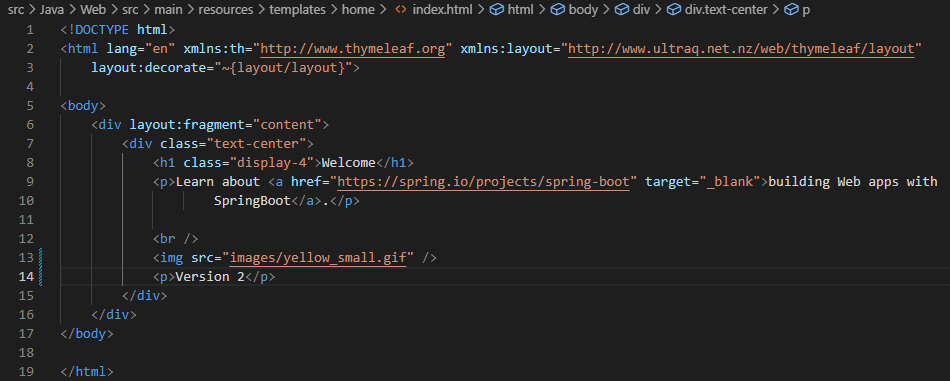 src > Java > Web > src > main > resources > templates > home > <> index.html > html > body > div > div.text-center > p
1 <!DOCTYPE html>
2 <html lang="en" xmlns:th="http://www.thymeleaf.org" xmlns:layout="http://www.ultraq.net.nz/web/thymeleaf/layout"
3     layout:decorate="~{layout/layout}">
4
5 <body>
6     <div layout:fragment="content">
7         <div class="text-center">
8             <h1 class="display-4">Welcome</h1>
9             <p>Learn about <a href="https://spring.io/projects/spring-boot" target="_blank">building Web apps with
10                     SpringBoot</a>.</p>
11
12             <br />
13             <img src="images/yellow_small.gif" />
14             <p>Version 2</p>
15         </div>
16     </div>
17 </body>
18
19 </html>